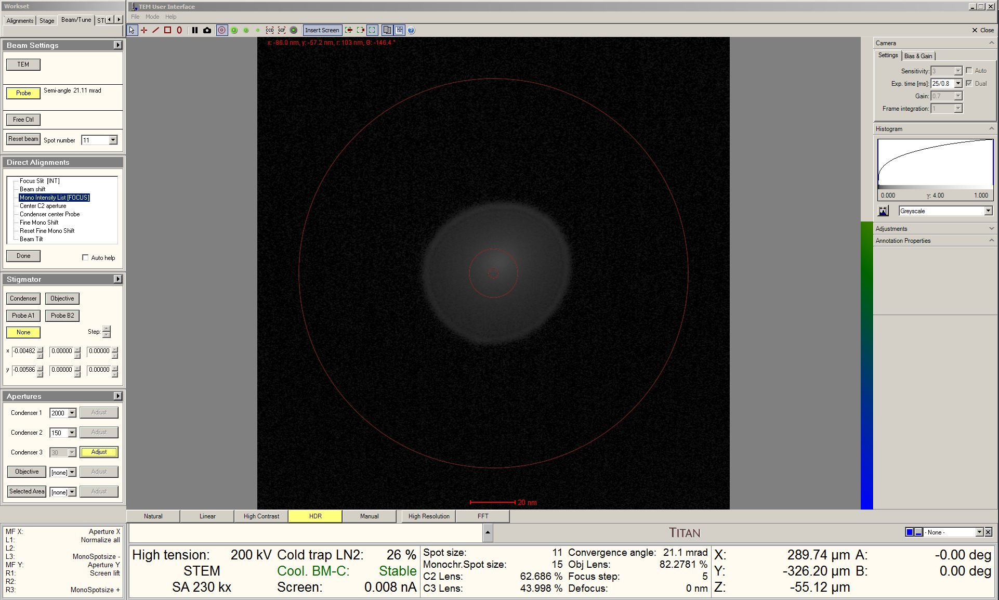 Workset
Alignments Stage Beam/Tune ST
Beam Settings
TEM
Probe Semi-angle 21.11 mrad
Free Ctrl
Reset beam Spot number 11
Direct Alignments
Focus Slit [INT]
Beam shift
Mono Intensity List [FOCUS]
Center C2 aperture
Condenser center Probe
Fine Mono Shift
Reset Fine Mono Shift
Beam Tilt
Done Auto help
Stigmator
Condenser Objective
Probe A1 Probe B2
None Step:
x -0.00482 0.00000 0.00000
y -0.00586 0.00000 0.00000
Apertures
Condenser 1 2000 Adjust
Condenser 2 150 Adjust
Condenser 3 30 Adjust
Objective [none] Adjust
Selected Area [none] Adjust
MF X: Aperture X
L1: Normalize all
L2:
L3: MonoSpotsize -
MF Y: Aperture Y
R1: Screen lift
R2:
R3: MonoSpotsize +
TEM User Interface
File Mode Help
CCD GIF Insert Screen Close
x: -86.0 nm, y: -57.2 nm, r: 103 nm, Θ: -146.4 °
20 nm
Camera
Settings Bias & Gain
Sensitivity: 3 Auto
Exp. time [ms]: 25/0.8 Dual
Gain: 0.7
Frame integration: 1
Histogram
0.000 γ: 4.00 1.000
Greyscale
Adjustments
Annotation Properties
Natural Linear High Contrast HDR Manual High Resolution FFT
TITAN
- None -
High tension: 200 kV Cold trap LN2: 26 %
STEM Cool. BM-C: Stable
SA 230 kx Screen: 0.008 nA
Spot size: 11 Convergence angle: 21.1 mrad
Monochr.Spot size: 15 Obj Lens: 82.2781 %
C2 Lens: 62.686 % Focus step: 5
C3 Lens: 43.998 % Defocus: 0 nm
X: 289.74 µm A: -0.00 deg
Y: -326.20 µm B: 0.00 deg
Z: -55.12 µm